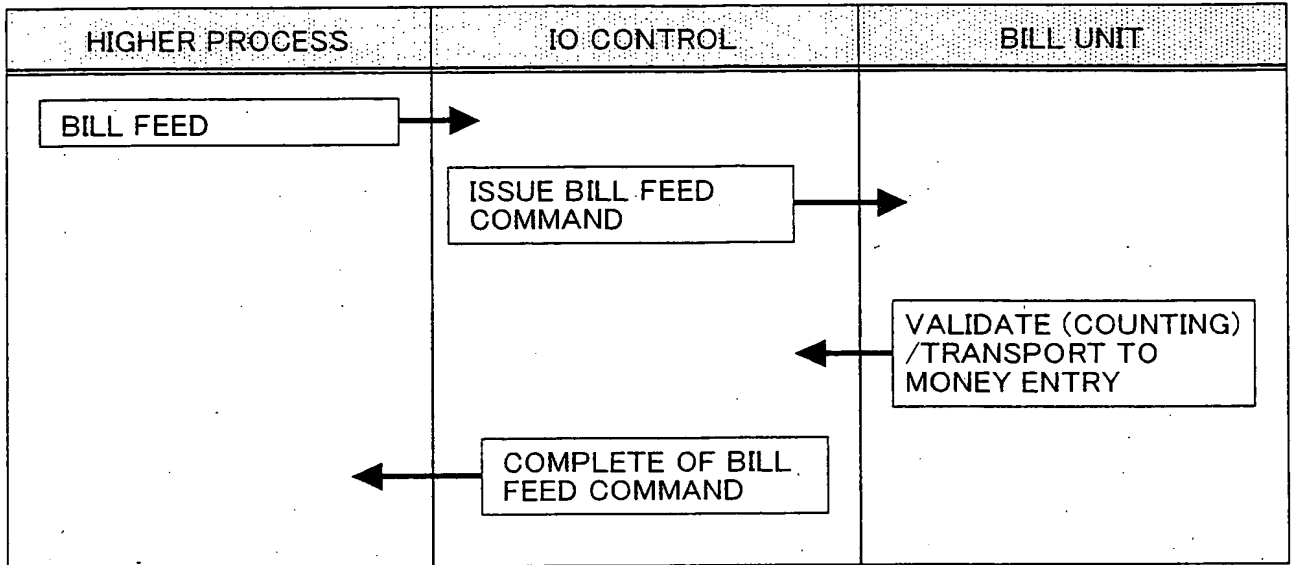 HIGHER PROCESS
IO CONTROL
BILL UNIT
BILL FEED
ISSUE BILL FEED
COMMAND
VALIDATE (COUNTING)
/TRANSPORT TO
MONEY ENTRY
COMPLETE OF BILL
FEED COMMAND